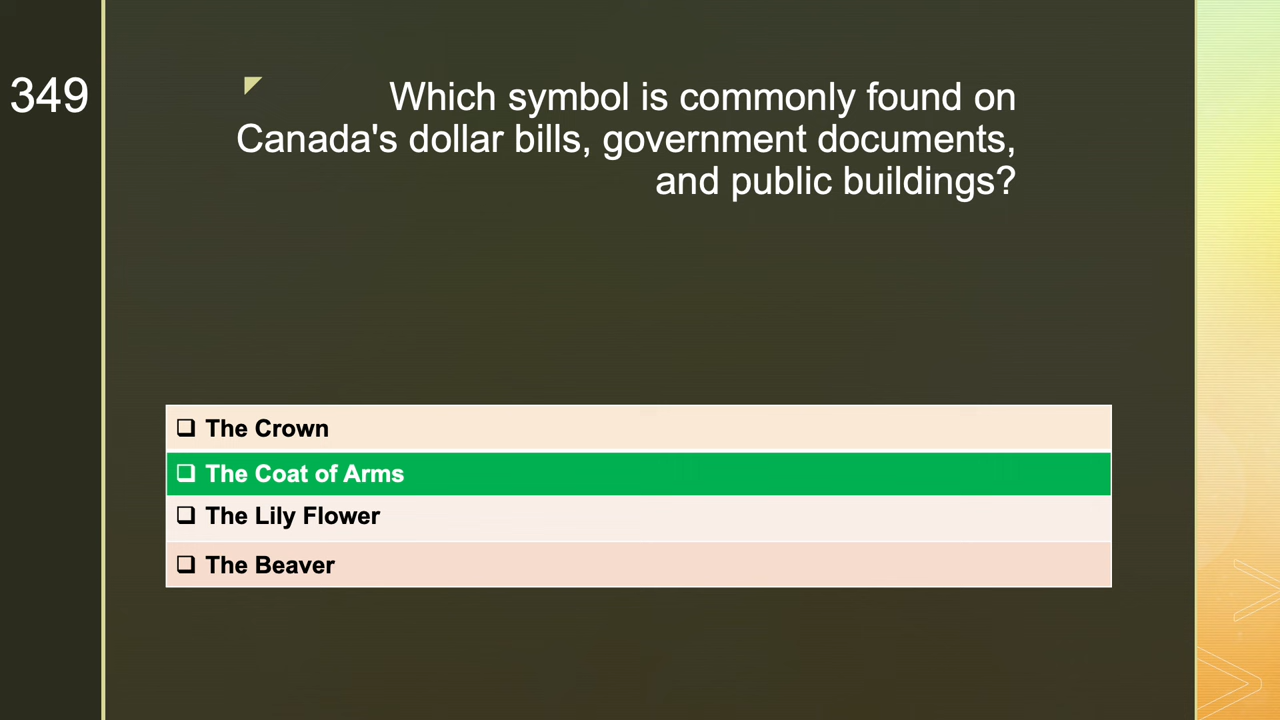 349
Which symbol is commonly found on
Canada's dollar bills, government documents,
and public buildings?
❑ The Crown
❑ The Coat of Arms
❑ The Lily Flower
❑ The Beaver